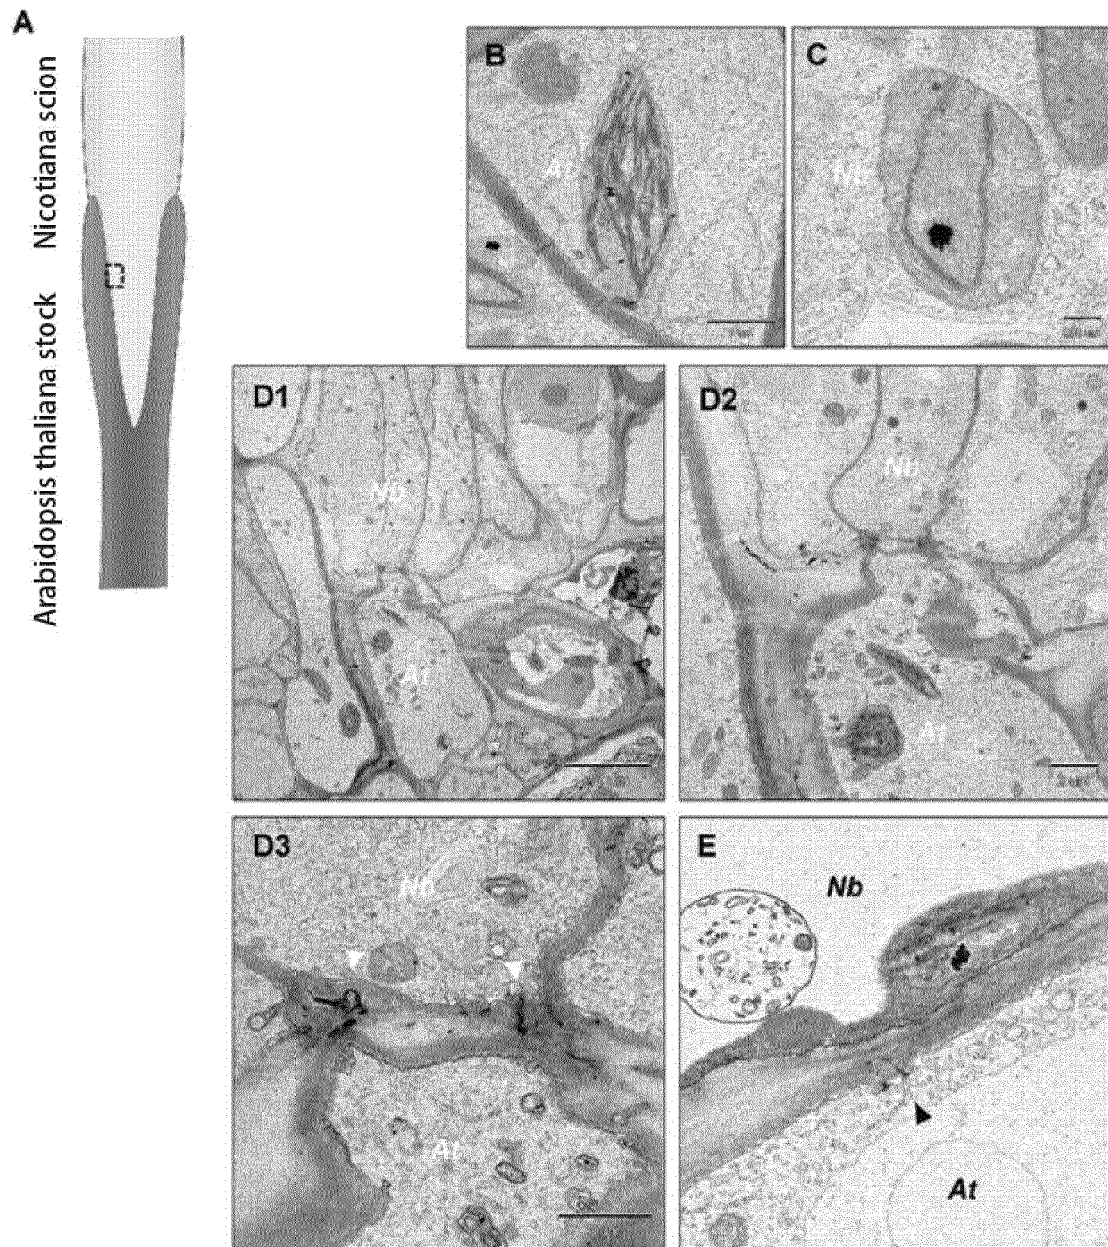 A
Nicotiana scion
Arabidopsis thaliana stock
B
At
C
Nb
D1
Nb
At
D2
Nb
At
D3
Nb
At
E
Nb
At